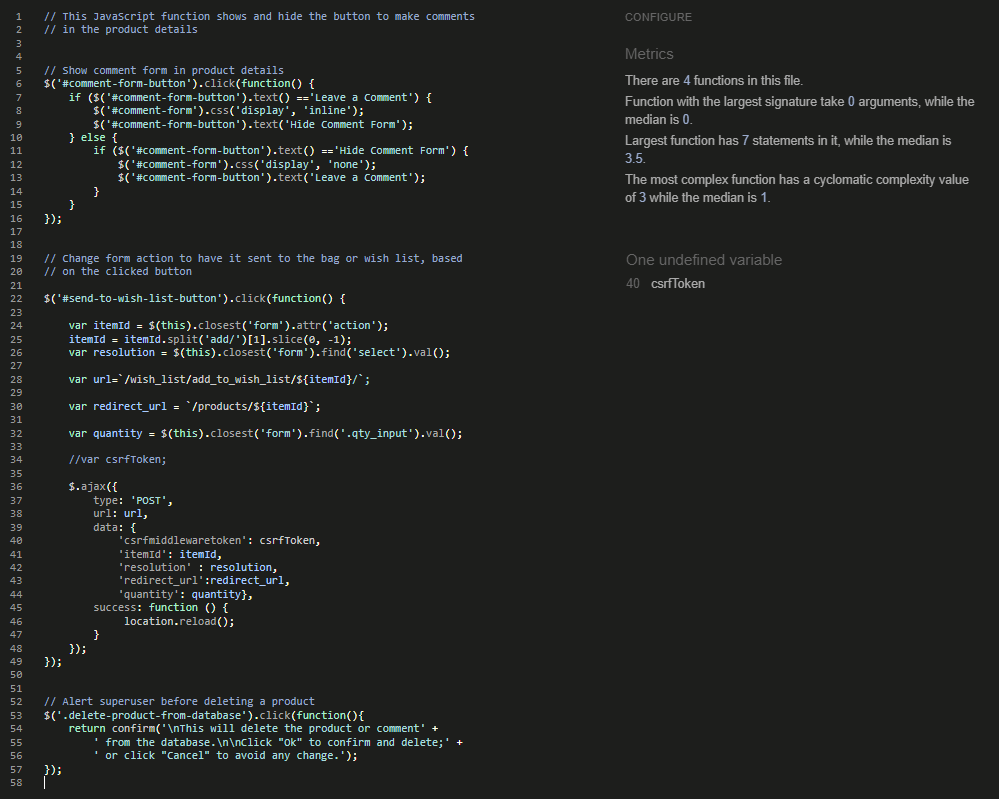 1 // This JavaScript function shows and hide the button to make comments
2 // in the product details
3
4
5 // Show comment form in product details
6 $('#comment-form-button').click(function() {
7     if ($('#comment-form-button').text() =='Leave a Comment') {
8         $('#comment-form').css('display', 'inline');
9         $('#comment-form-button').text('Hide Comment Form');
10     } else {
11         if ($('#comment-form-button').text() =='Hide Comment Form') {
12             $('#comment-form').css('display', 'none');
13             $('#comment-form-button').text('Leave a Comment');
14         }
15     }
16 });
17
18
19 // Change form action to have it sent to the bag or wish list, based
20 // on the clicked button
21
22 $('#send-to-wish-list-button').click(function() {
23
24     var itemId = $(this).closest('form').attr('action');
25     itemId = itemId.split('add/')[1].slice(0, -1);
26     var resolution = $(this).closest('form').find('select').val();
27
28     var url=`/wish_list/add_to_wish_list/${itemId}/`;
29
30     var redirect_url = `/products/${itemId}`;
31
32     var quantity = $(this).closest('form').find('.qty_input').val();
33
34     //var csrfToken;
35
36     $.ajax({
37         type: 'POST',
38         url: url,
39         data: {
40             'csrfmiddlewaretoken': csrfToken,
41             'itemId': itemId,
42             'resolution' : resolution,
43             'redirect_url':redirect_url,
44             'quantity': quantity},
45         success: function () {
46              location.reload();
47         }
48     });
49 });
50
51
52 // Alert superuser before deleting a product
53 $('.delete-product-from-database').click(function(){
54     return confirm('\nThis will delete the product or comment' +
55         ' from the database.\n\nClick "Ok" to confirm and delete;' +
56         ' or click "Cancel" to avoid any change.');
57 });
58
CONFIGURE
Metrics
There are 4 functions in this file.
Function with the largest signature take 0 arguments, while the
median is 0.
Largest function has 7 statements in it, while the median is
3.5.
The most complex function has a cyclomatic complexity value
of 3 while the median is 1.
One undefined variable
40 csrfToken